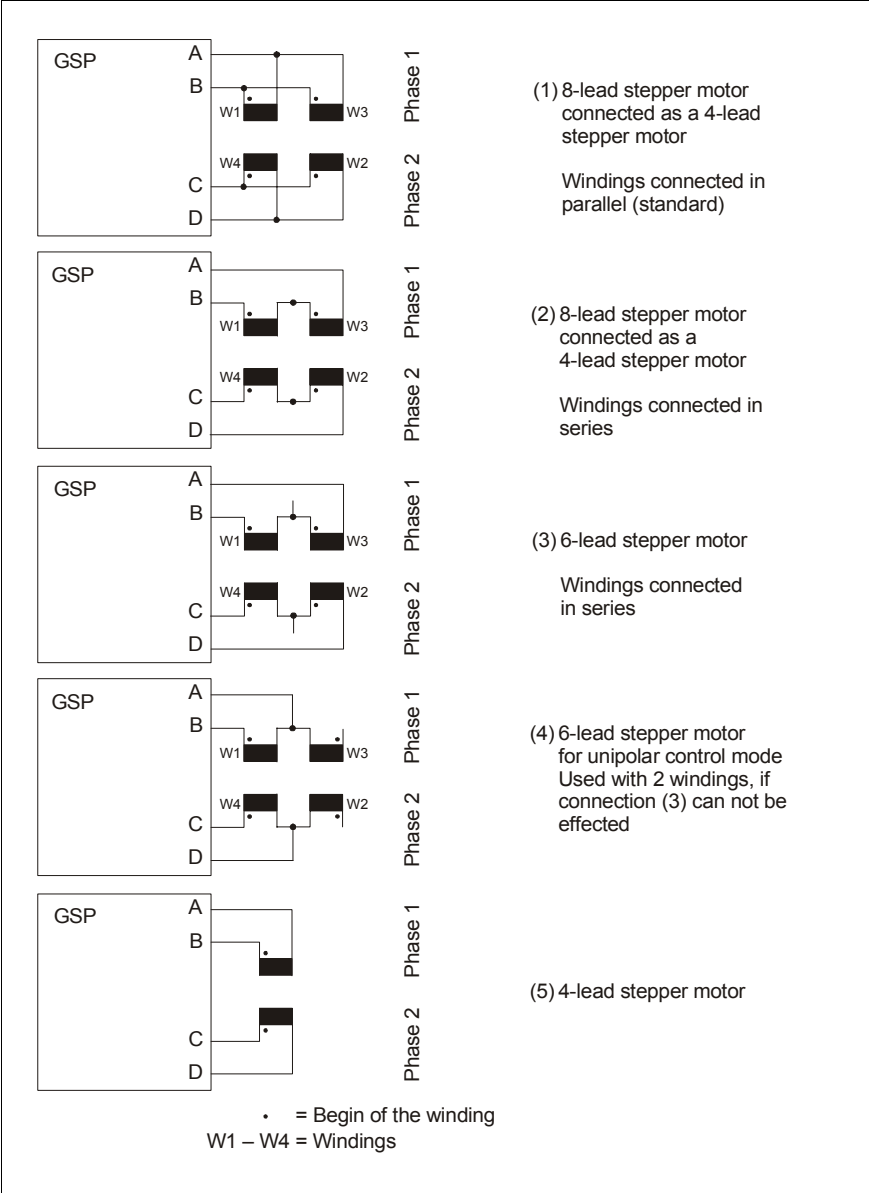 GSP
A
B
C
D
W1
W3
W4
W2
Phase 1
Phase 2
(1) 8-lead stepper motor
connected as a 4-lead
stepper motor
Windings connected in
parallel (standard)
GSP
A
B
C
D
W1
W3
W4
W2
Phase 1
Phase 2
(2) 8-lead stepper motor
connected as a
4-lead stepper motor
Windings connected in
series
GSP
A
B
C
D
W1
W3
W4
W2
Phase 1
Phase 2
(3) 6-lead stepper motor
Windings connected
in series
GSP
A
B
C
D
W1
W3
W4
W2
Phase 1
Phase 2
(4) 6-lead stepper motor
for unipolar control mode
Used with 2 windings, if
connection (3) can not be
effected
GSP
A
B
C
D
Phase 1
Phase 2
(5) 4-lead stepper motor
• = Begin of the winding
W1 – W4 = Windings